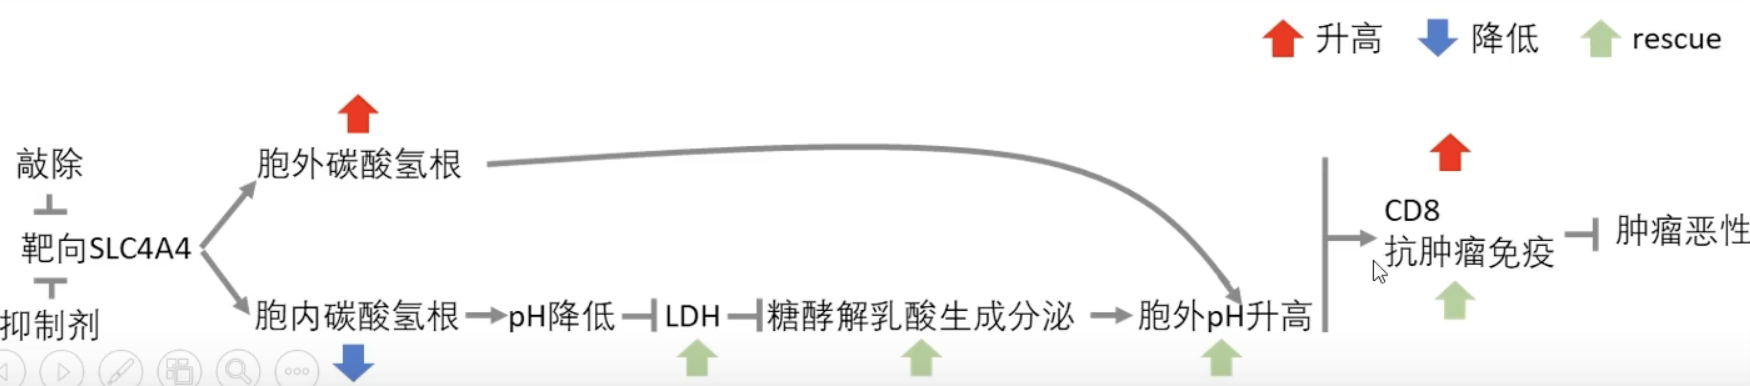 升高 降低 rescue
敲除
胞外碳酸氢根
靶向SLC4A4
抑制剂
胞内碳酸氢根 pH降低 LDH 糖酵解乳酸生成分泌 胞外pH升高
CD8
抗肿瘤免疫
肿瘤恶性